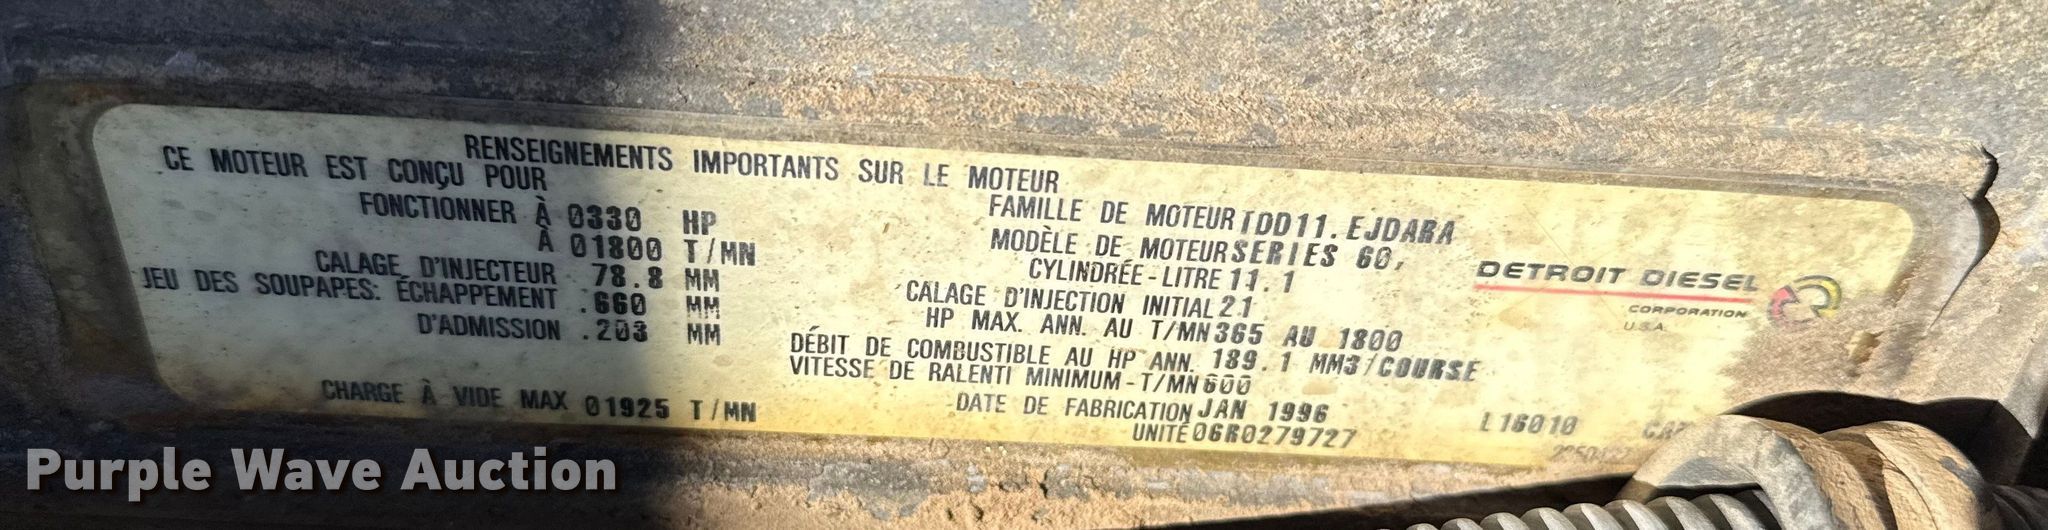 RENSEIGNEMENTS IMPORTANTS SUR LE MOTEUR
CE MOTEUR EST CONÇU POUR
FONCTIONNER À 0330 HP
À 01800 T/MN
CALAGE D'INJECTEUR 78.8 MM
JEU DES SOUPAPES: ÉCHAPPEMENT .660 MM
D'ADMISSION .203 MM
CHARGE À VIDE MAX 01925 T/MN
FAMILLE DE MOTEUR TDD11.EJDARA
MODÈLE DE MOTEUR SERIES 60,
CYLINDRÉE-LITRE 11.1
CALAGE D'INJECTION INITIAL 21
HP MAX. ANN. AU T/MN 365 AU 1800
DÉBIT DE COMBUSTIBLE AU HP ANN. 189.1 MM3/COURSE
VITESSE DE RALENTI MINIMUM-T/MN 600
DATE DE FABRICATION JAN 1996
UNITÉ 06R0279727
DETROIT DIESEL
CORPORATION
U.S.A.
L16010
Purple Wave Auction